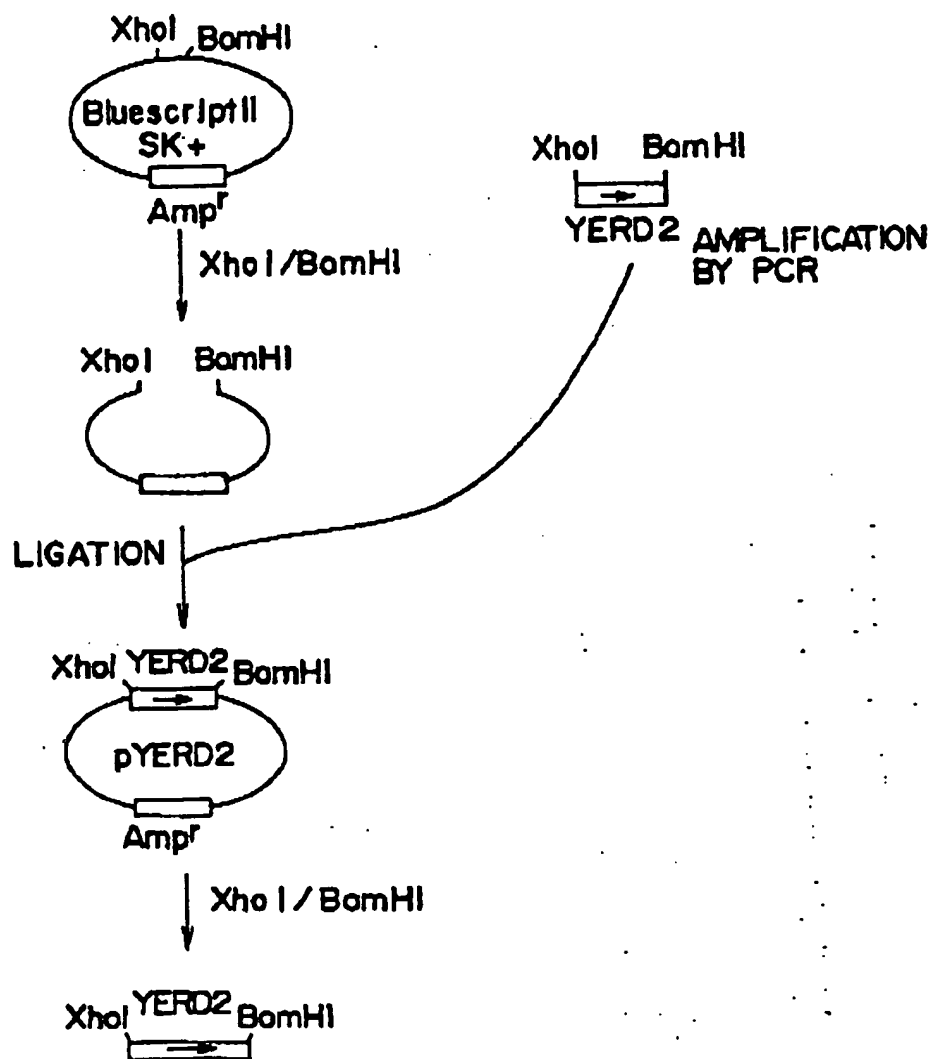 XhoI BamHI
BluescriptII
SK+
Ampʳ
XhoI/BamHI
XhoI BamHI
YERD2
AMPLIFICATION
BY PCR
XhoI BamHI
LIGATION
XhoI YERD2 BamHI
pYERD2
Ampʳ
XhoI/BamHI
XhoI YERD2 BamHI